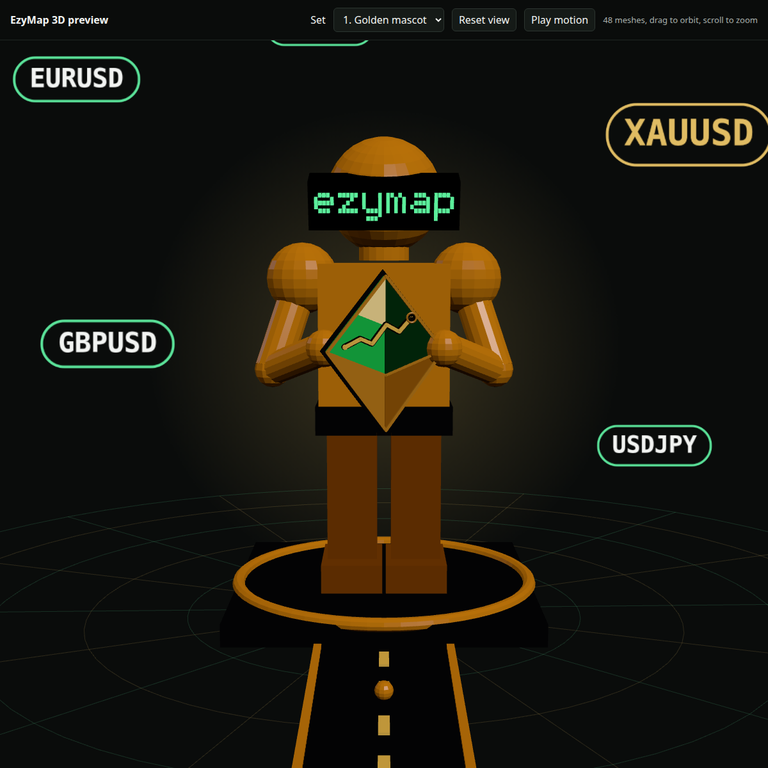 EzyMap 3D preview
Set
1. Golden mascot
Reset view
Play motion
48 meshes, drag to orbit, scroll to zoom
EURUSD
XAUUSD
ezymap
GBPUSD
USDJPY